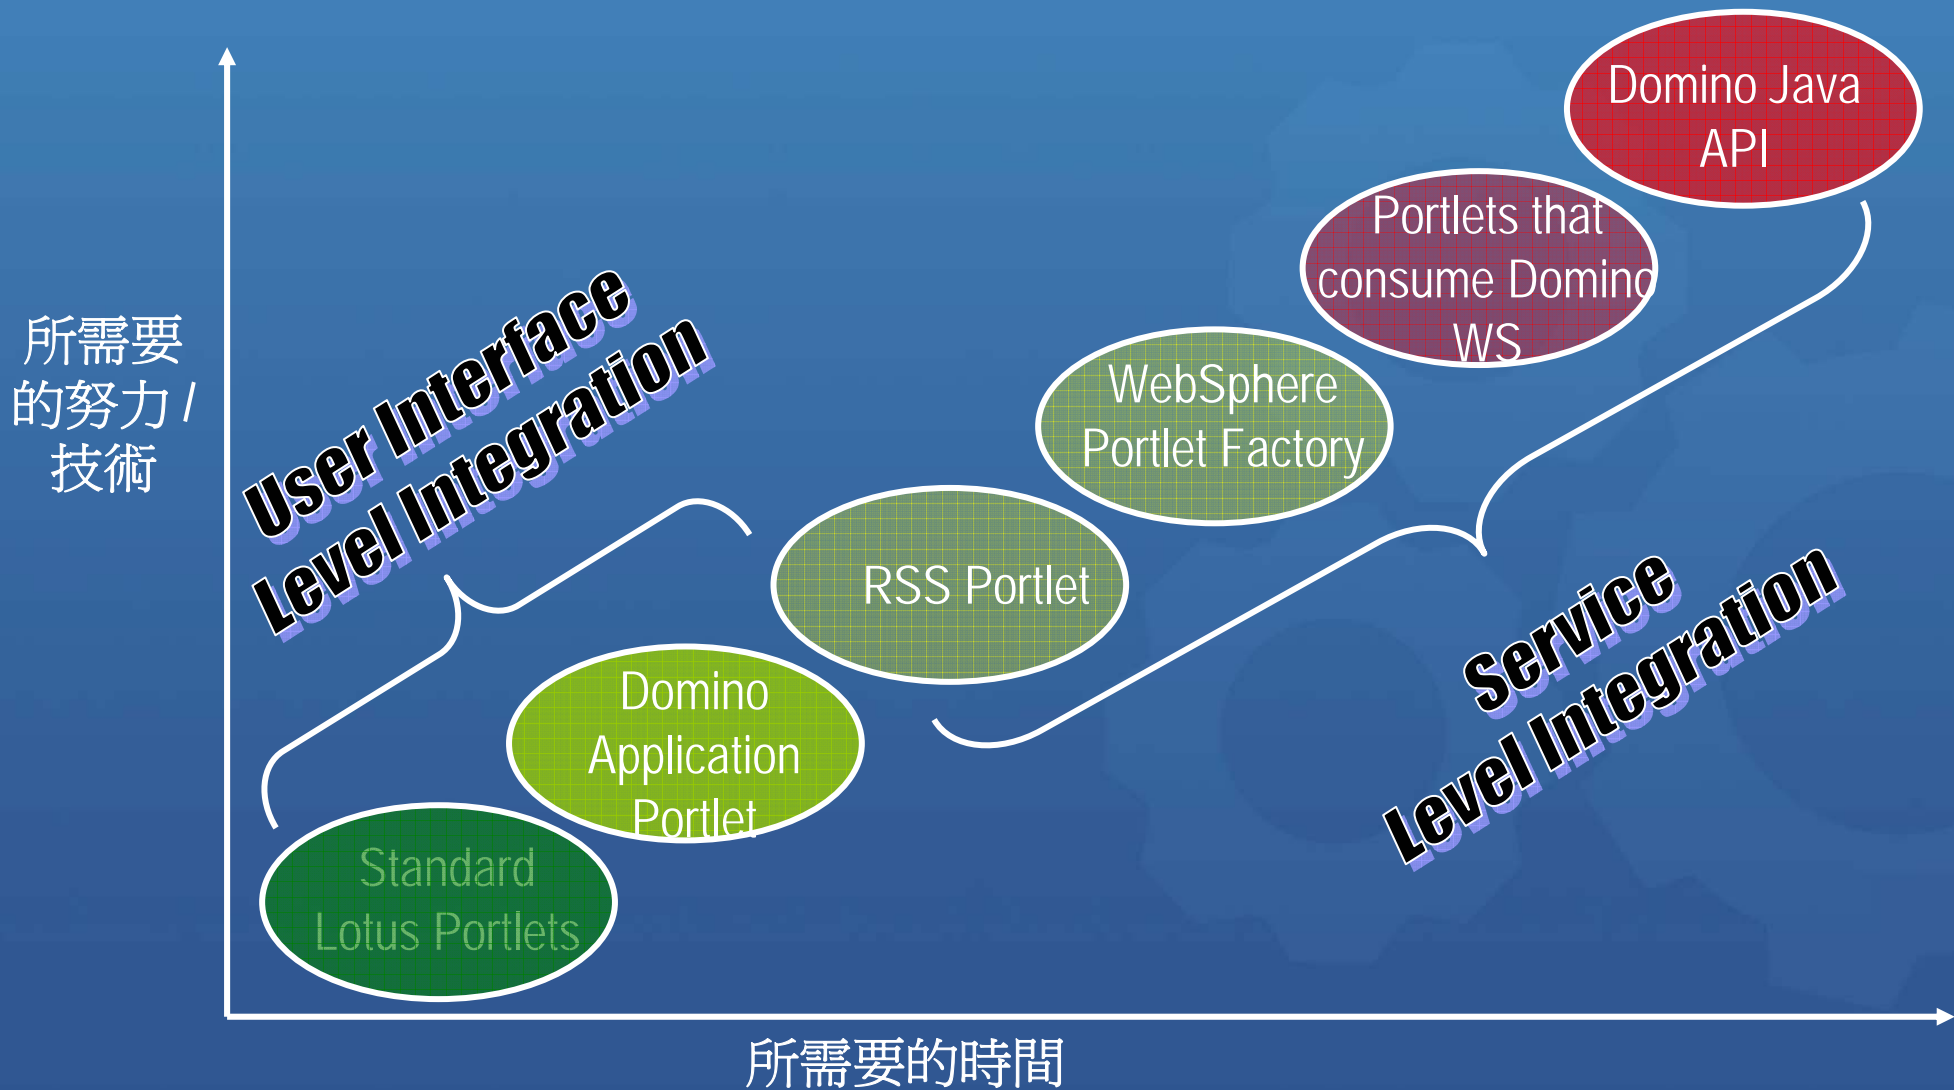 Domino Java
API
Portlets that
consume Domino
WS
WebSphere
Portlet Factory
RSS Portlet
Domino
Application
Portlet
Standard
Lotus Portlets
User Interface
Level Integration
Service
Level Integration
所需要
的努力/
技術
所需要的時間